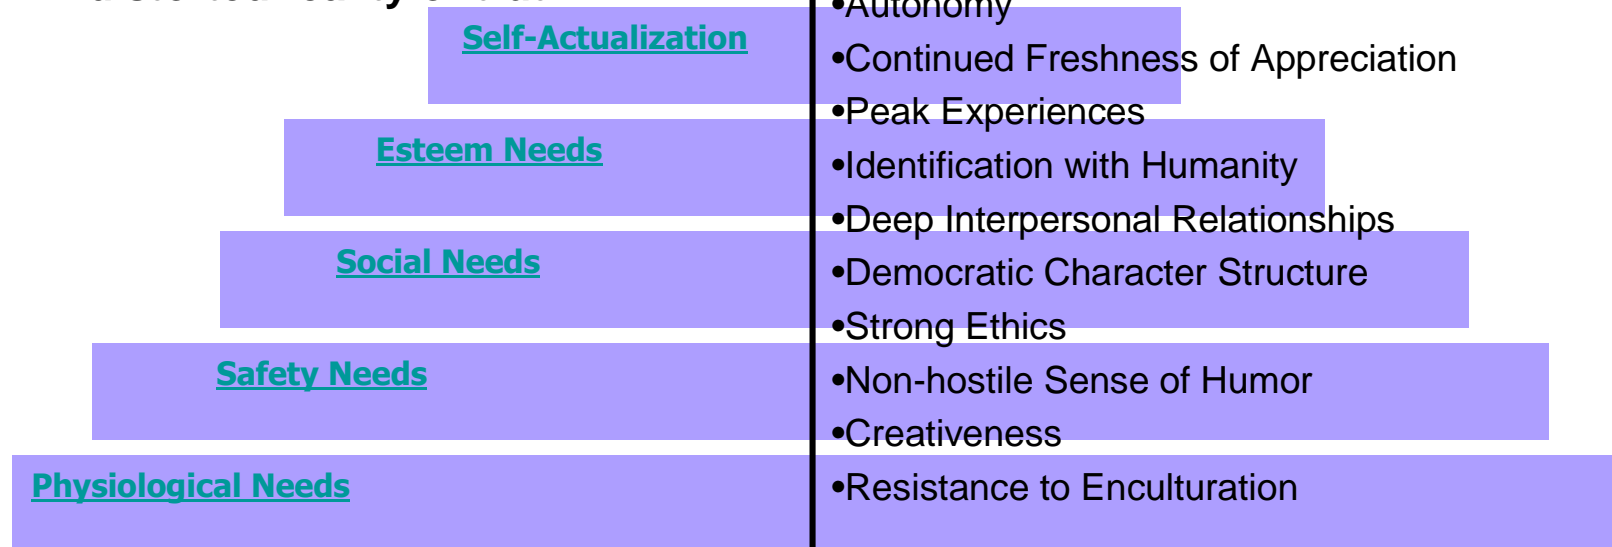 Self-Actualization
Esteem Needs
Social Needs
Safety Needs
Physiological Needs
•Autonomy
•Continued Freshness of Appreciation
•Peak Experiences
•Identification with Humanity
•Deep Interpersonal Relationships
•Democratic Character Structure
•Strong Ethics
•Non-hostile Sense of Humor
•Creativeness
•Resistance to Enculturation